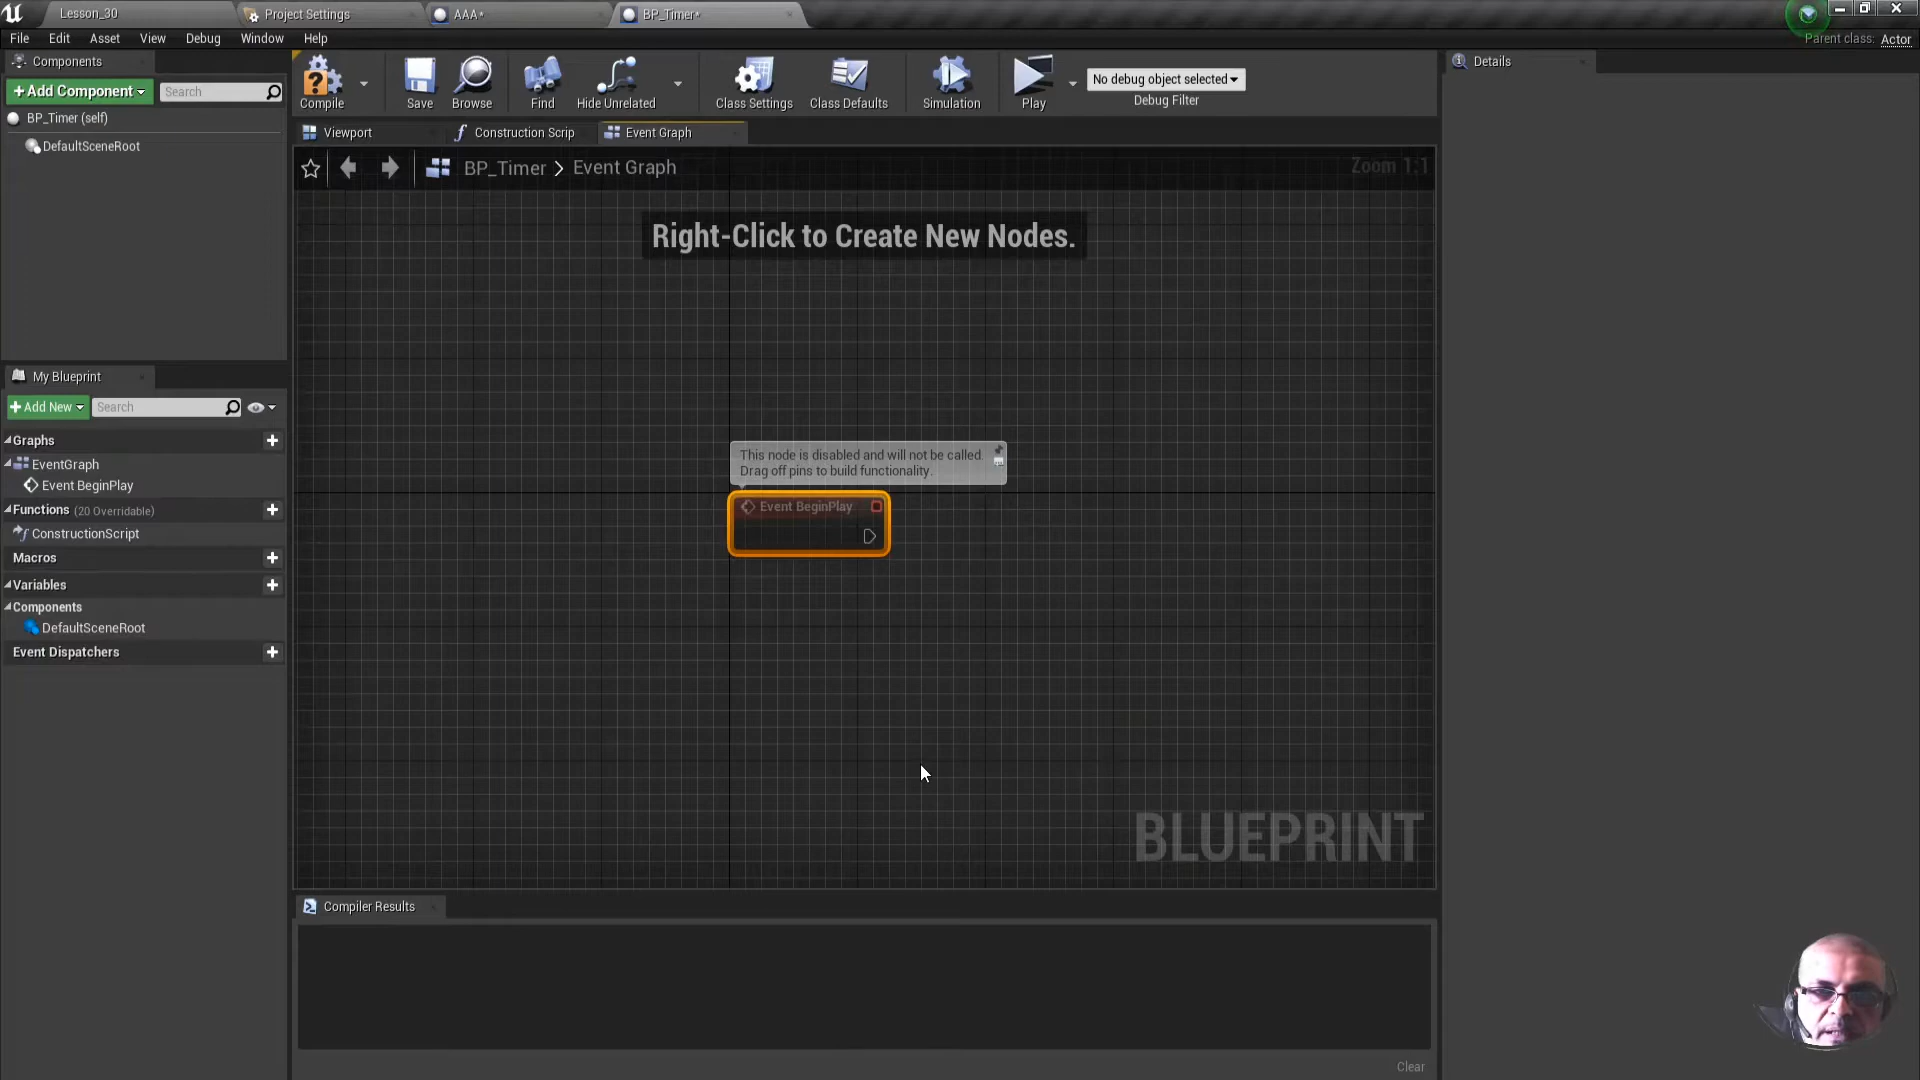 Lesson_30
Project Settings
AAA*
BP_Timer*
File
Edit
Asset
View
Debug
Window
Help
Parent class: Actor
Components
+Add Component
Search
BP_Timer (self)
DefaultSceneRoot
Compile
Save
Browse
Find
Hide Unrelated
Class Settings
Class Defaults
Simulation
Play
No debug object selected
Debug Filter
Details
Viewport
Construction Scrip
Event Graph
BP_Timer > Event Graph
Zoom 1:1
Right-Click to Create New Nodes.
My Blueprint
+Add New
Search
Graphs
EventGraph
Event BeginPlay
Functions (20 Overridable)
ConstructionScript
Macros
Variables
Components
DefaultSceneRoot
Event Dispatchers
This node is disabled and will not be called.
Drag off pins to build functionality.
Event BeginPlay
BLUEPRINT
Compiler Results
Clear